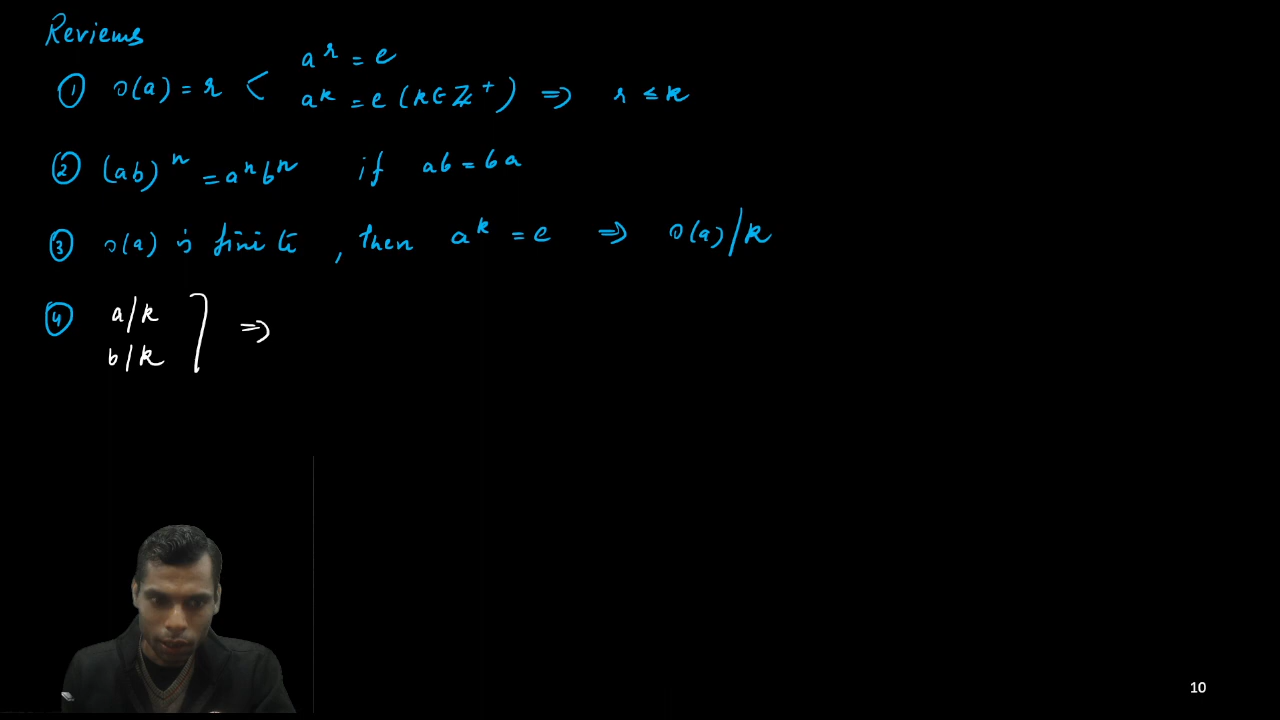 Reviews
① o(a) = r < a^r = e
a^k = e (k ∈ Z^+) ⇒ r ≤ k
② (ab)^n = a^n b^n if ab = ba
③ o(a) is finite, then a^k = e ⇒ o(a)/k
④ a/k
b/k ] ⇒
10